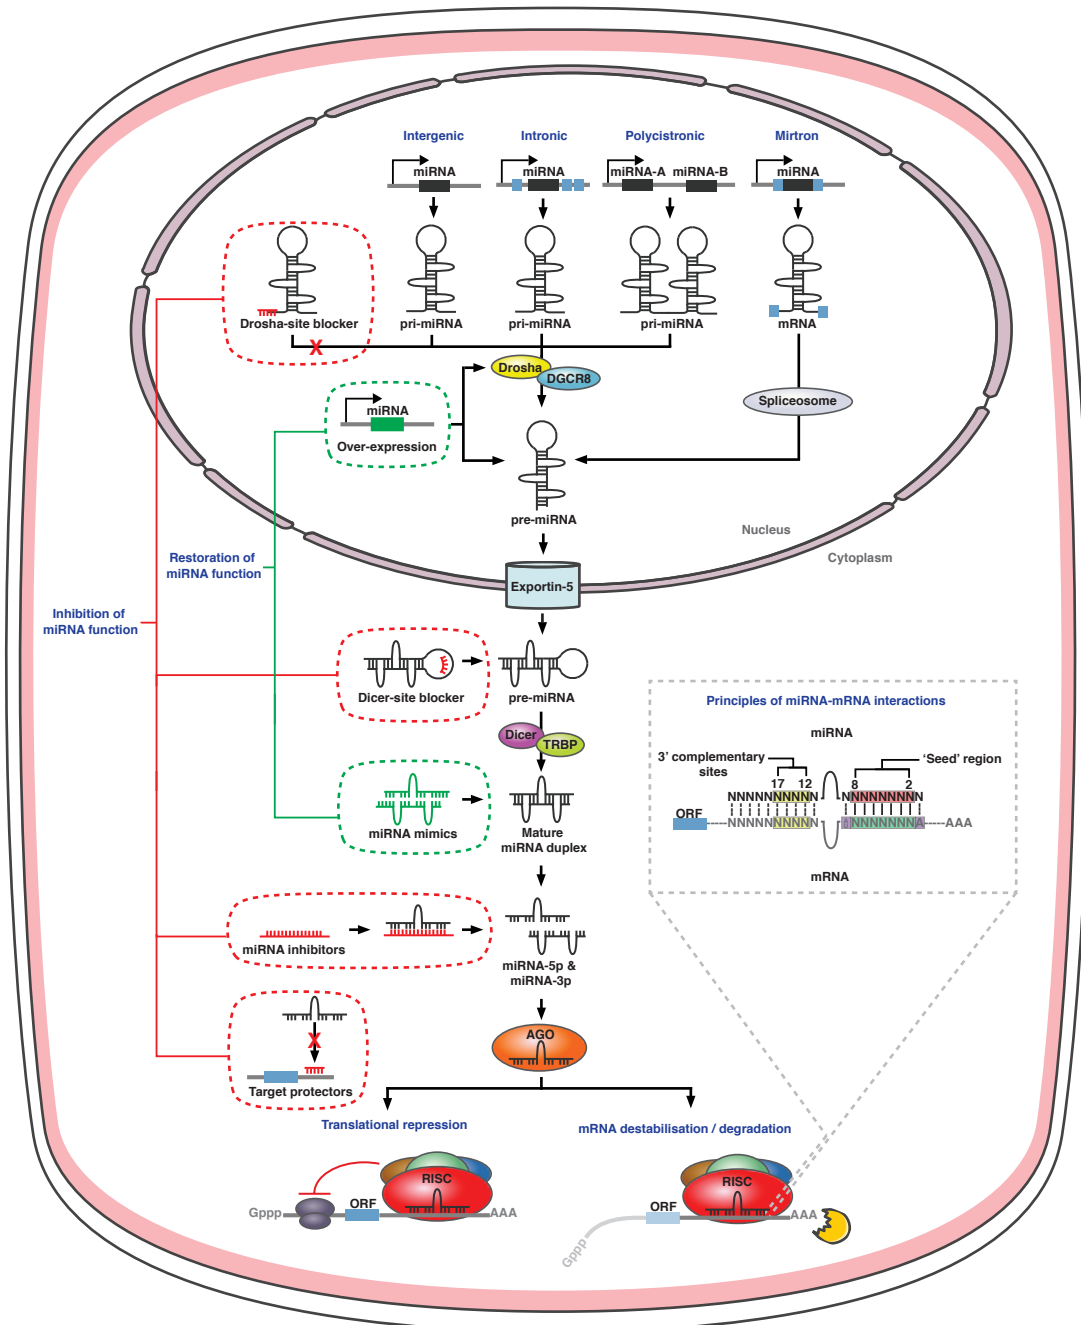 Intergenic
Intronic
Polycistronic
Mirtron
miRNA
miRNA
miRNA-A
miRNA-B
miRNA
Drosha-site blocker
pri-miRNA
pri-miRNA
pri-miRNA
mRNA
X
Drosha
DGCR8
miRNA
Over-expression
Spliceosome
pre-miRNA
Nucleus
Cytoplasm
Restoration of
miRNA function
Exportin-5
Inhibition of
miRNA function
Dicer-site blocker
pre-miRNA
Dicer
TRBP
miRNA mimics
Mature
miRNA duplex
Principles of miRNA-mRNA interactions
miRNA
3' complementary
sites
'Seed' region
17 12 8 2
NNNNNNNNNN NNNNNNNNN
ORF
AAA
mRNA
miRNA inhibitors
miRNA-5p &
miRNA-3p
X
Target protectors
AGO
Translational repression
mRNA destabilisation / degradation
RISC
ORF
Gppp
AAA
RISC
ORF
AAA
Gppp